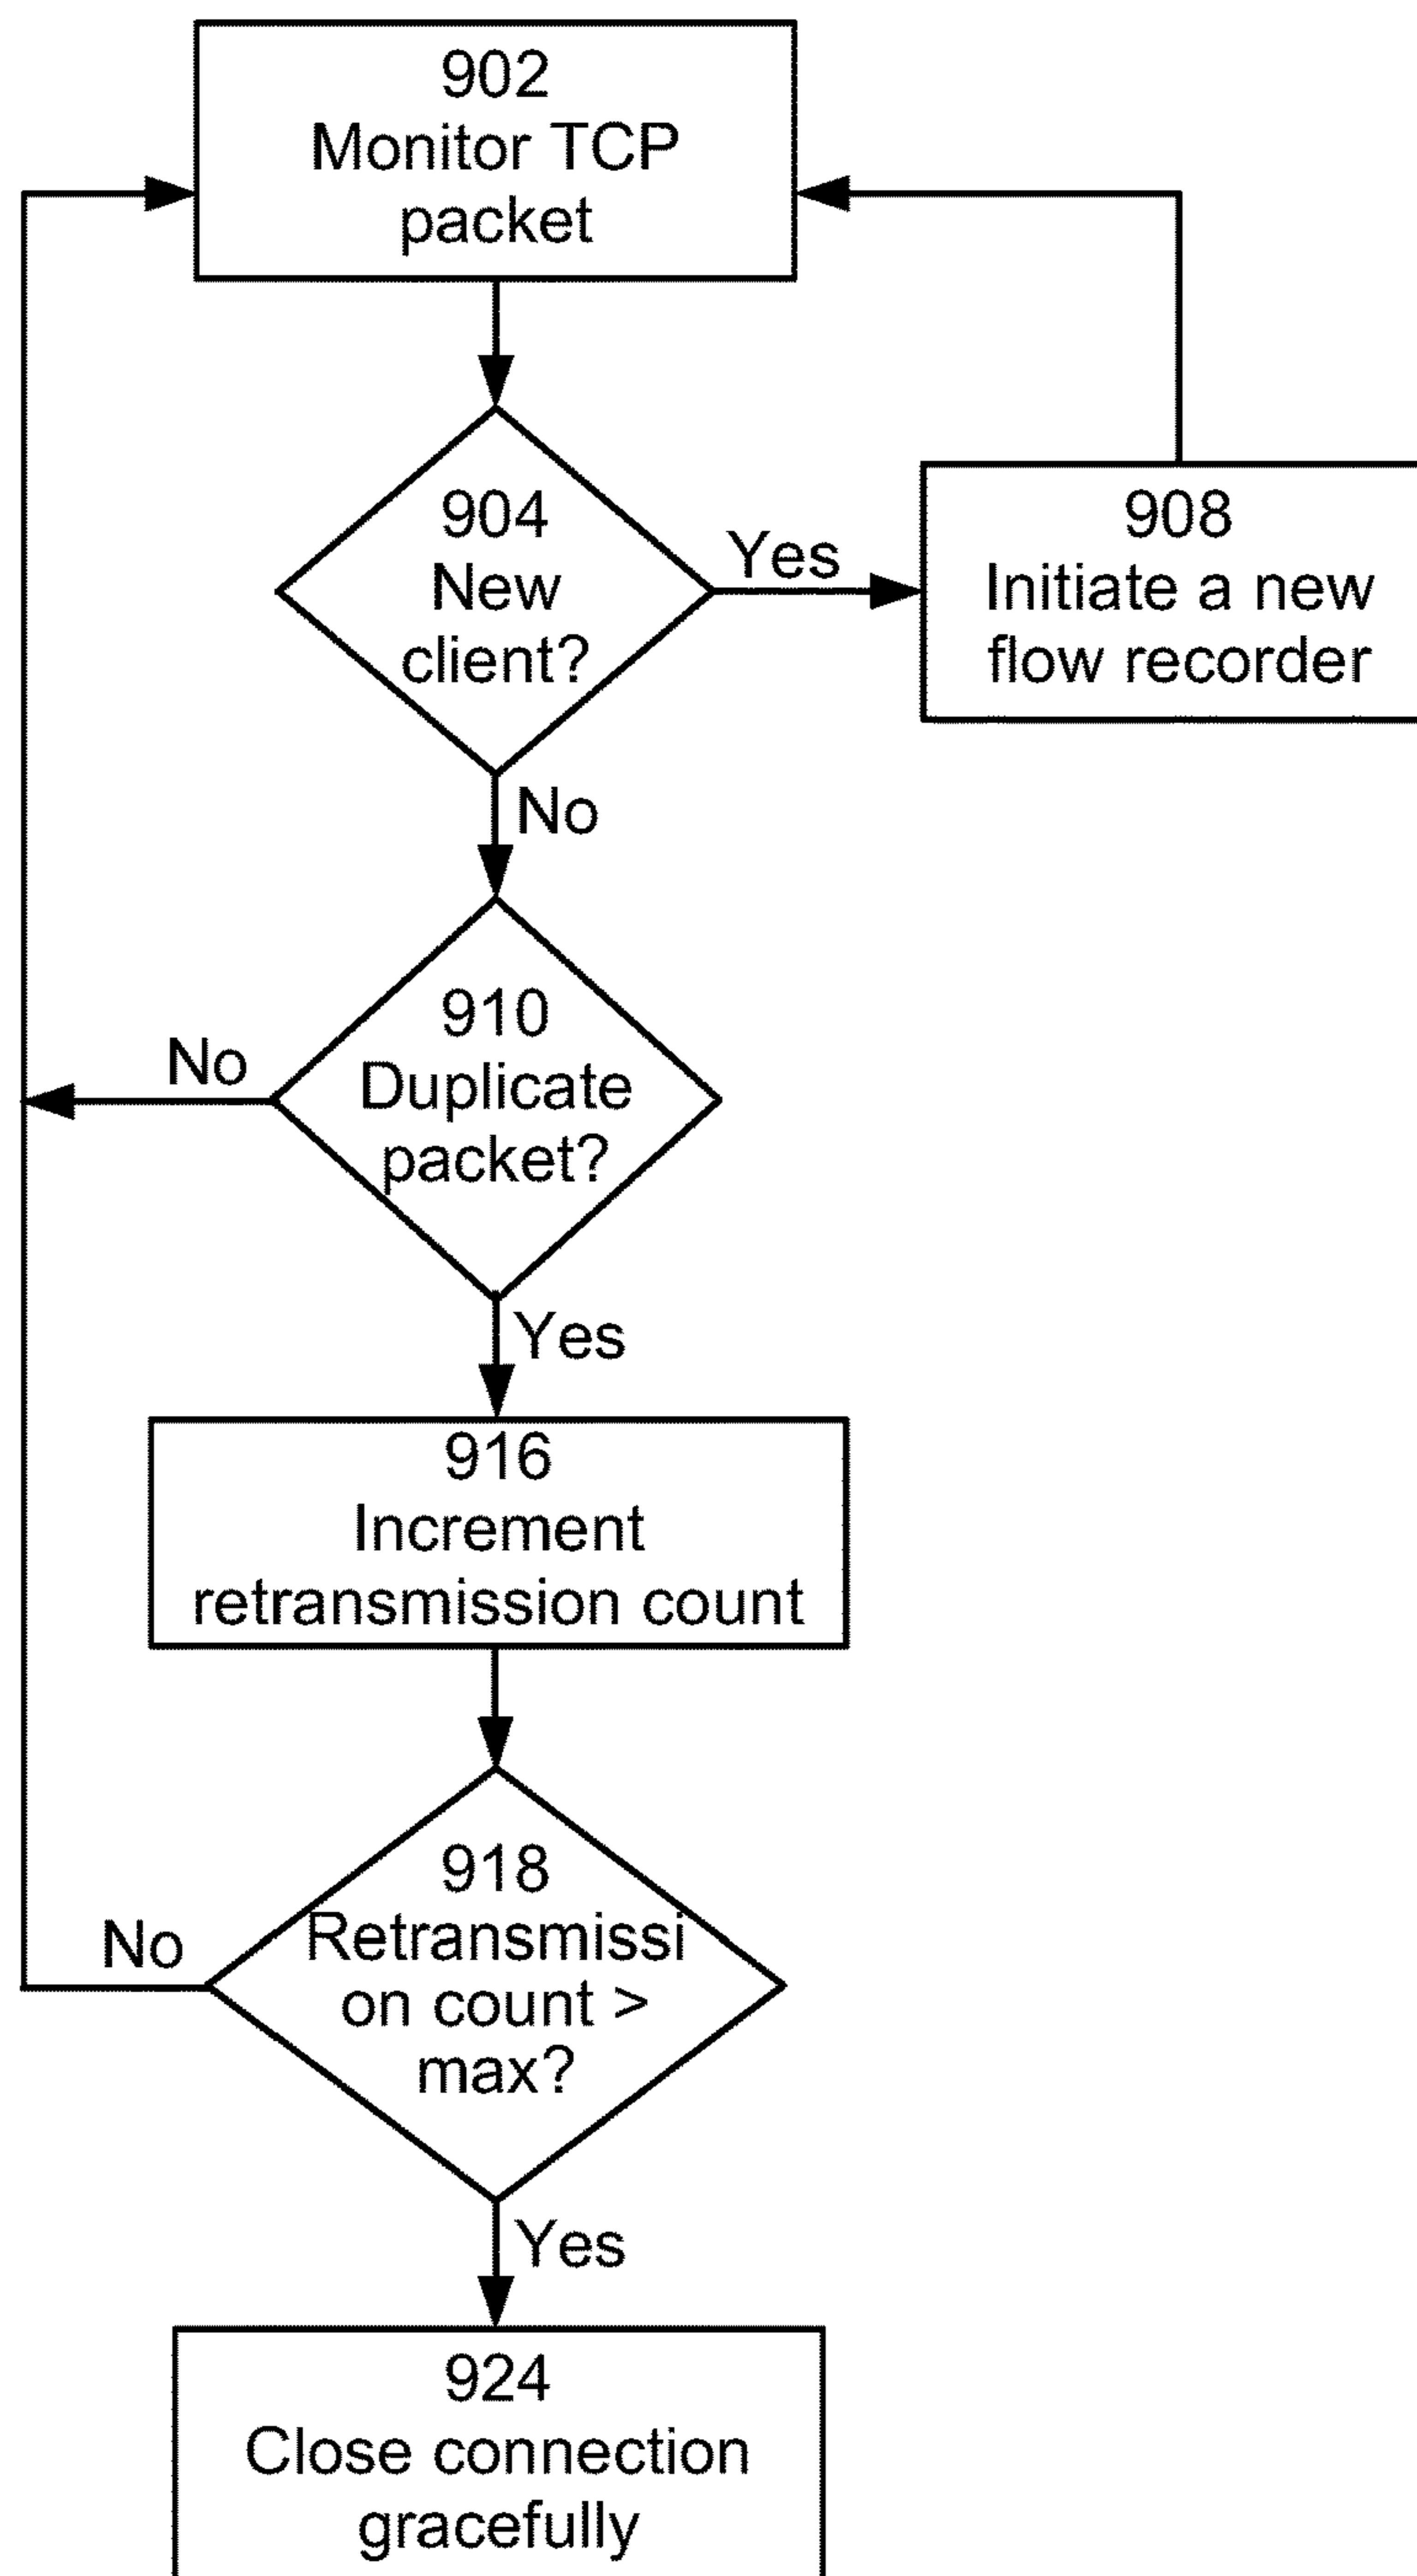 902
Monitor TCP
packet
904
New
client?
Yes
908
Initiate a new
flow recorder
No
910
Duplicate
packet?
No
Yes
916
Increment
retransmission count
918
Retransmissi
on count >
max?
No
Yes
924
Close connection
gracefully